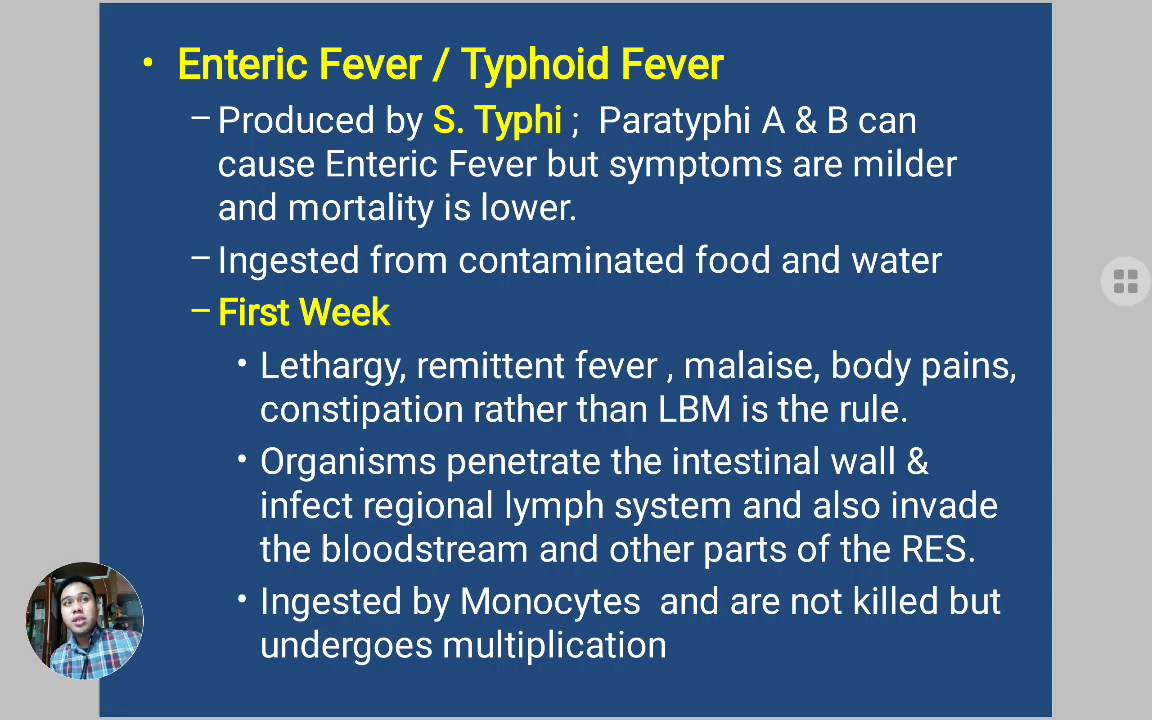 • Enteric Fever / Typhoid Fever
– Produced by S. Typhi ; Paratyphi A & B can
cause Enteric Fever but symptoms are milder
and mortality is lower.
– Ingested from contaminated food and water
– First Week
• Lethargy, remittent fever , malaise, body pains,
constipation rather than LBM is the rule.
• Organisms penetrate the intestinal wall &
infect regional lymph system and also invade
the bloodstream and other parts of the RES.
• Ingested by Monocytes and are not killed but
undergoes multiplication